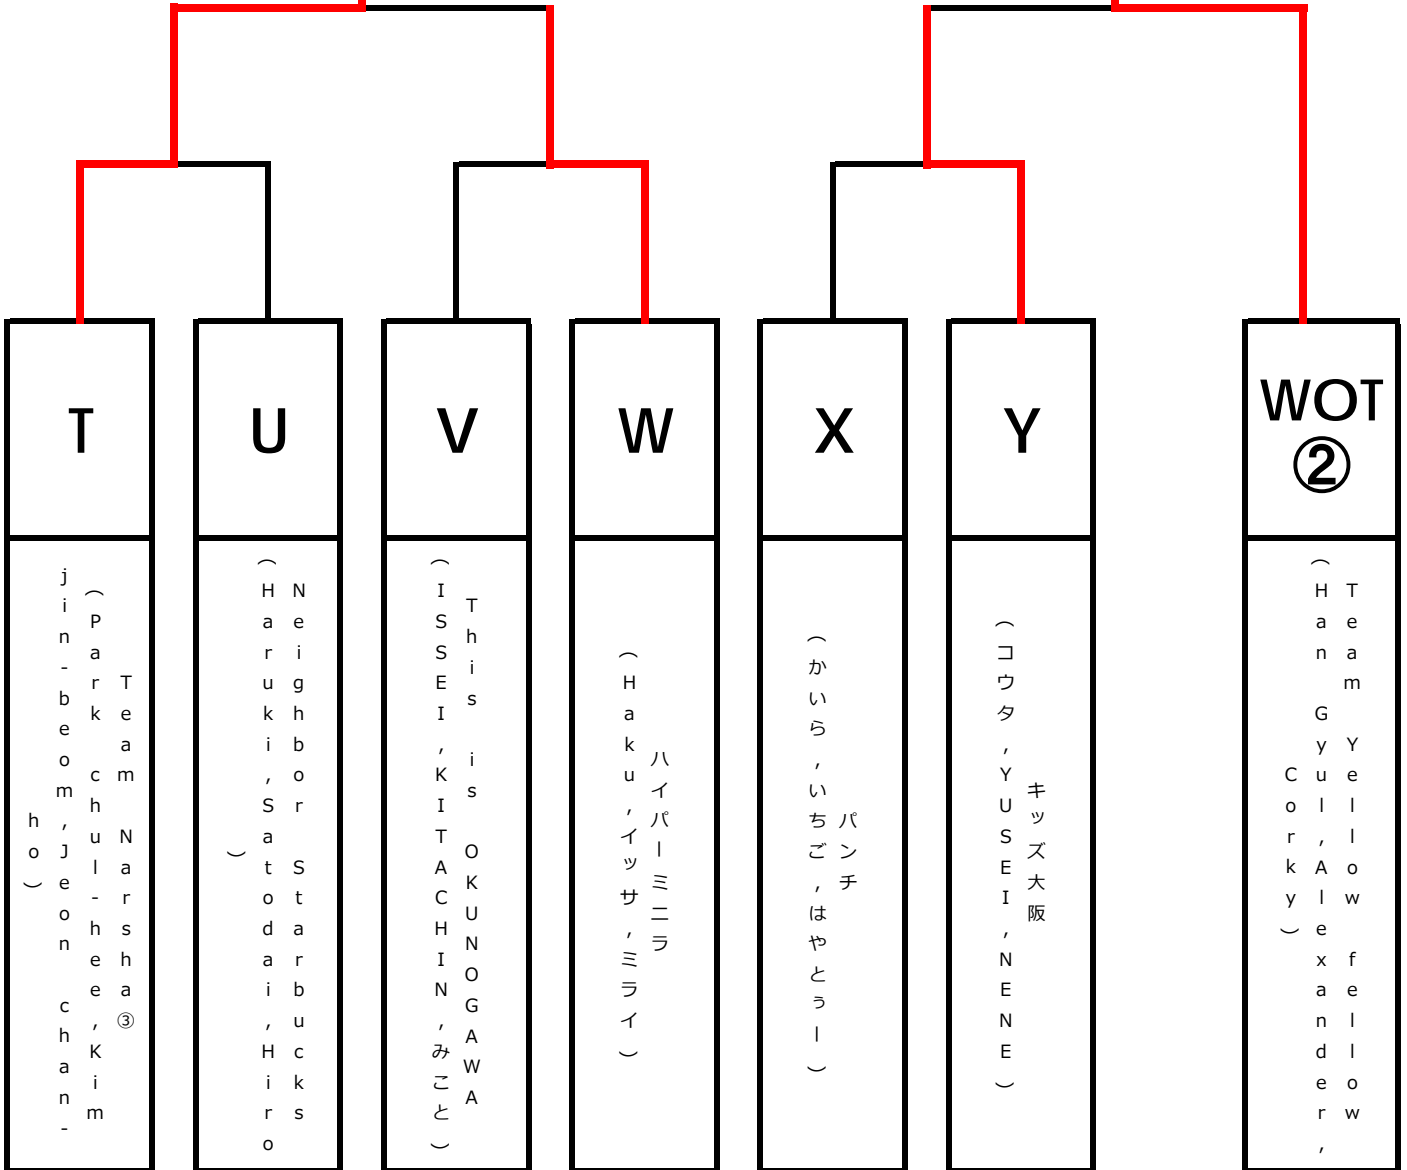 T
Team Narsha③
(Park chul-hee,Kim
jin-beom,Jeon chan-
ho)
U
Neighbor Starbucks
(Haruki,Satodai,Hiro
)
V
This is OKUNOGAWA
(ISSEI,KITACHIN,みこと)
W
ハイパーミニラ
(Haku,イッサ,ミライ)
X
パンチ
(かいら,いちご,はやとぅー)
Y
キッズ大阪
(コウタ,YUSEI,NENE)
WOT
②
Team Yellow fellow
(Han Gyul,Alexander,
Corky)